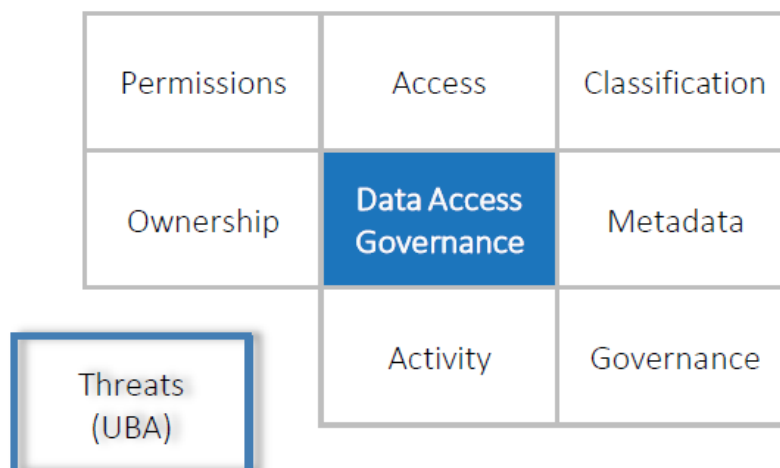 Permissions
Access
Classification
Ownership
Data Access
Governance
Metadata
Activity
Governance
Threats
(UBA)